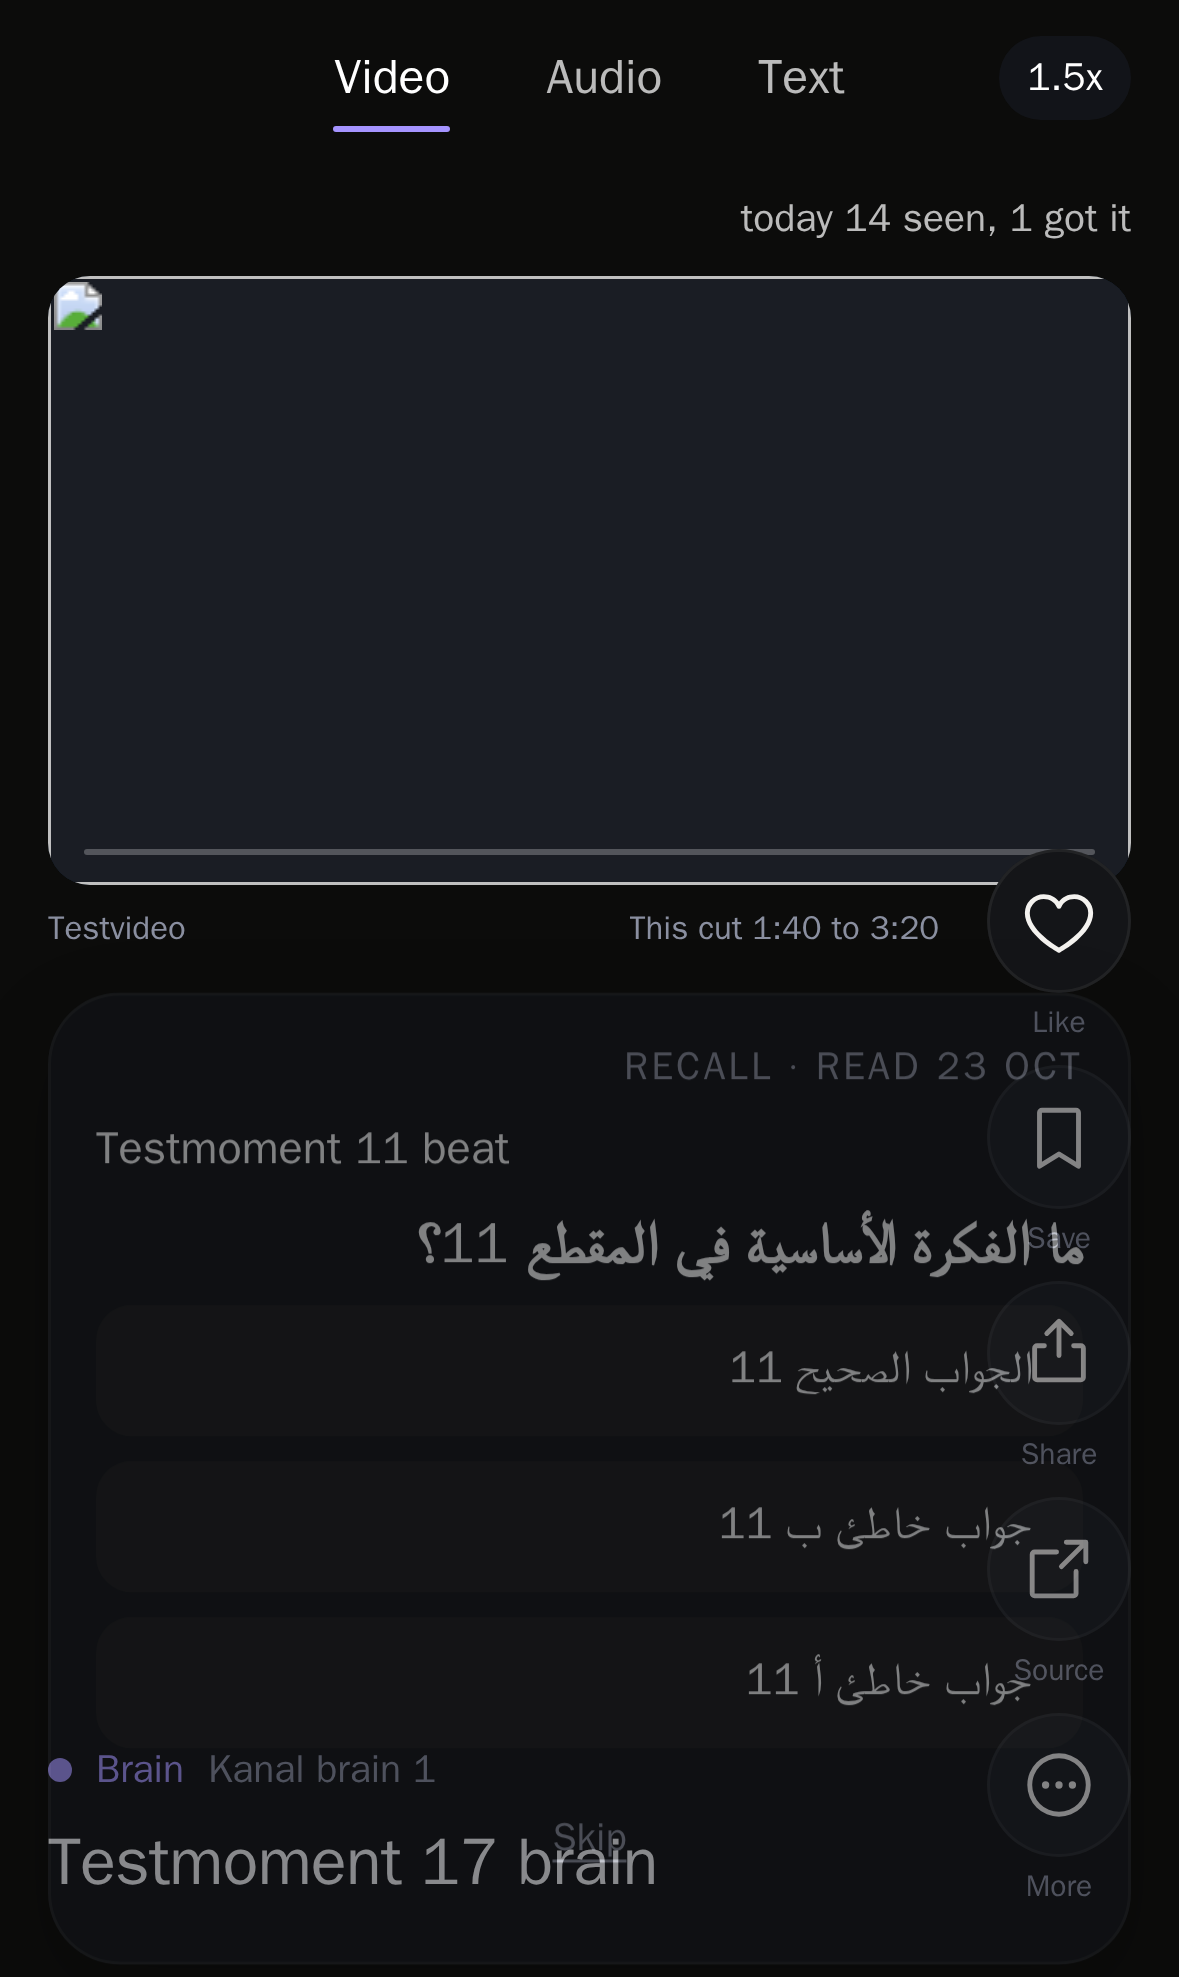 Video Audio Text 1.5x
today 14 seen, 1 got it
Testvideo This cut 1:40 to 3:20
Like
RECALL · READ 23 OCT
Testmoment 11 beat
Save
ما الفكرة الأساسية في المقطع 11؟
الجواب الصحيح 11
Share
جواب خاطئ ب 11
Source
جواب خاطئ أ 11
Brain Kanal brain 1
Skip
Testmoment 17 brain
More